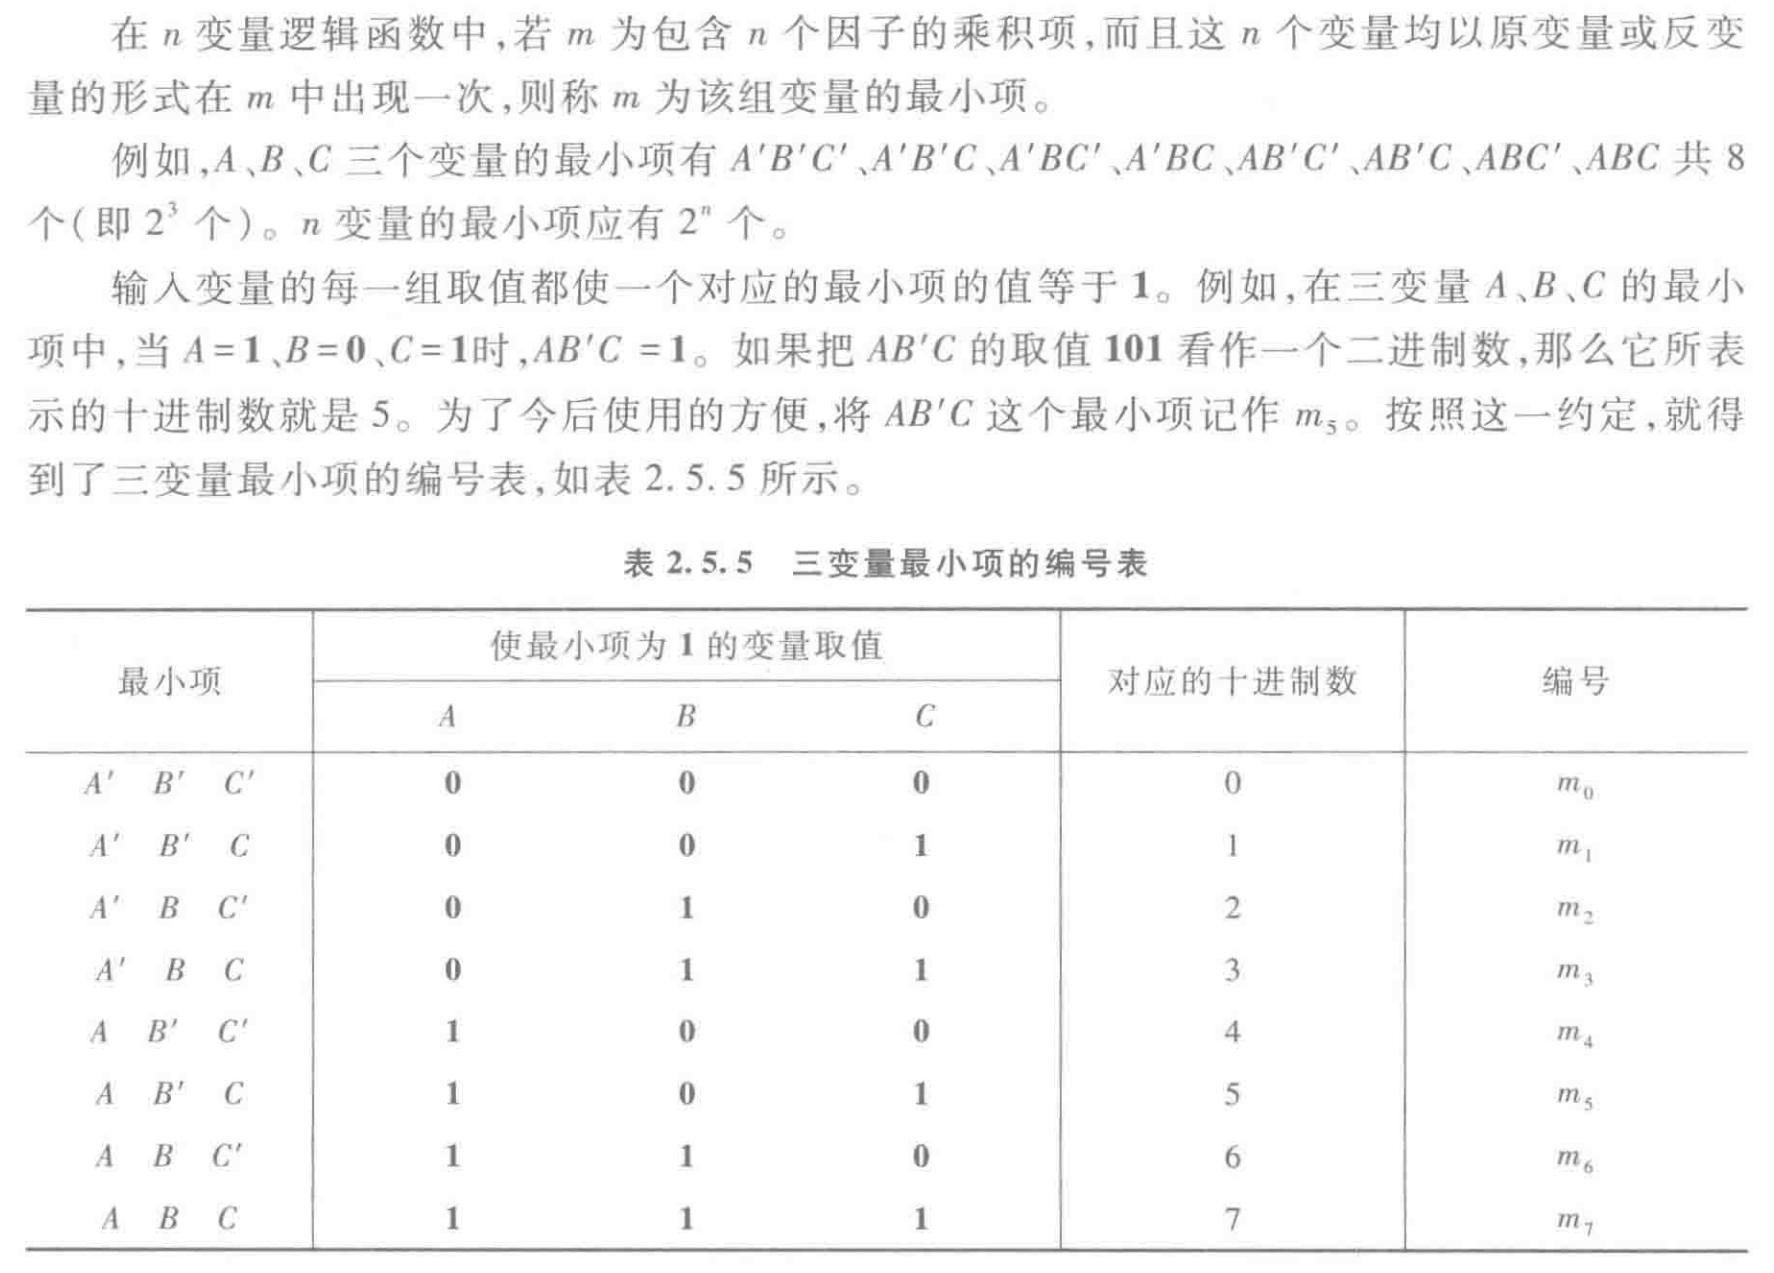 在 n 变量逻辑函数中,若 m 为包含 n 个因子的乘积项,而且这 n 个变量均以原变量或反变
量的形式在 m 中出现一次,则称 m 为该组变量的最小项。
例如,A、B、C 三个变量的最小项有 A′B′C′、A′B′C、A′BC′、A′BC、AB′C′、AB′C、ABC′、ABC 共 8
个(即 2³ 个)。n 变量的最小项应有 2ⁿ 个。
输入变量的每一组取值都使一个对应的最小项的值等于 1。例如,在三变量 A、B、C 的最小
项中,当 A=1、B=0、C=1时,AB′C =1。如果把 AB′C 的取值 101 看作一个二进制数,那么它所表
示的十进制数就是 5。为了今后使用的方便,将 AB′C 这个最小项记作 m₅。按照这一约定,就得
到了三变量最小项的编号表,如表 2.5.5 所示。
表 2.5.5 三变量最小项的编号表
最小项 使最小项为 1 的变量取值 对应的十进制数 编号
A B C
A′ B′ C′ 0 0 0 0 m₀
A′ B′ C 0 0 1 1 m₁
A′ B C′ 0 1 0 2 m₂
A′ B C 0 1 1 3 m₃
A B′ C′ 1 0 0 4 m₄
A B′ C 1 0 1 5 m₅
A B C′ 1 1 0 6 m₆
A B C 1 1 1 7 m₇